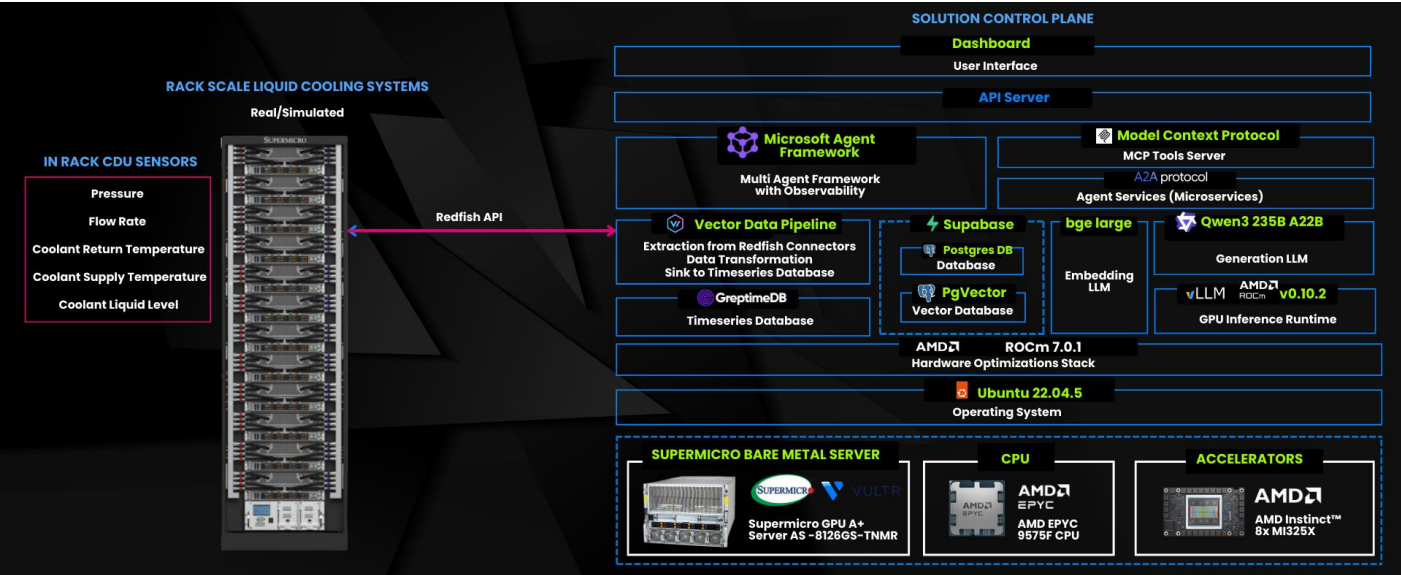 SOLUTION CONTROL PLANE
Dashboard
User Interface
API Server
RACK SCALE LIQUID COOLING SYSTEMS
Real/Simulated
SUPERMICRO
IN RACK CDU SENSORS
Pressure
Flow Rate
Coolant Return Temperature
Coolant Supply Temperature
Coolant Liquid Level
Redfish API
Microsoft Agent
Framework
Multi Agent Framework
with Observability
Model Context Protocol
MCP Tools Server
A2A protocol
Agent Services (Microservices)
Vector Data Pipeline
Extraction from Redfish Connectors
Data Transformation
Sink to Timeseries Database
GreptimeDB
Timeseries Database
Supabase
Postgres DB
Database
PgVector
Vector Database
bge large
Embedding
LLM
Qwen3 235B A22B
Generation LLM
vLLM AMD ROCm v0.10.2
GPU Inference Runtime
AMD ROCm 7.0.1
Hardware Optimizations Stack
Ubuntu 22.04.5
Operating System
SUPERMICRO BARE METAL SERVER
SUPERMICR
VULTR
Supermicro GPU A+
Server AS -8126GS-TNMR
CPU
AMD
EPYC
AMD
EPYC
AMD EPYC
9575F CPU
ACCELERATORS
AMD
AMD Instinct™
8x MI325X